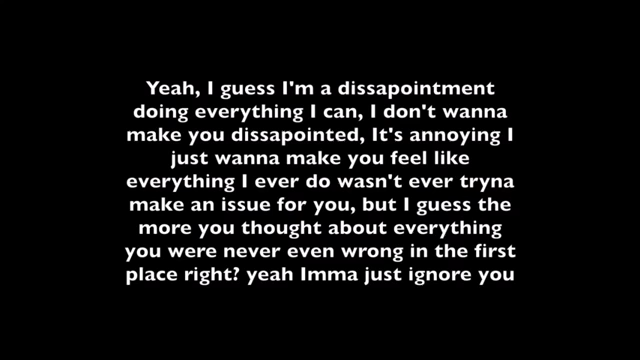 Yeah, I guess I'm a dissapointment
doing everything I can, I don't wanna
make you dissapointed, It's annoying I
just wanna make you feel like
everything I ever do wasn't ever tryna
make an issue for you, but I guess the
more you thought about everything
you were never even wrong in the first
place right? yeah Imma just ignore you